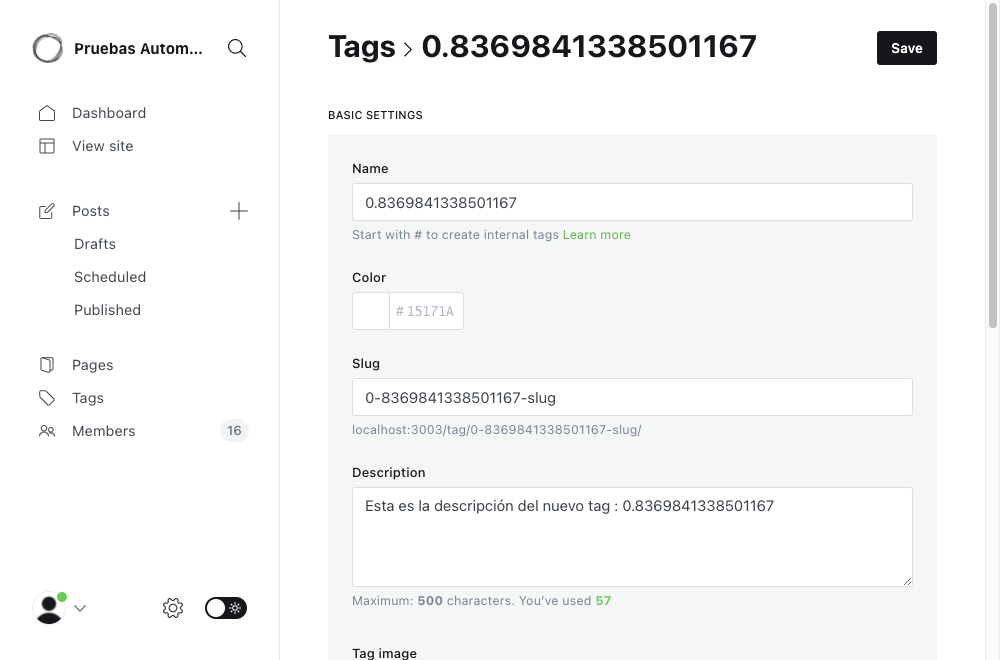 Pruebas Autom...
Dashboard
View site
Posts
Drafts
Scheduled
Published
Pages
Tags
Members 16
Tags > 0.8369841338501167
Save
BASIC SETTINGS
Name
0.8369841338501167
Start with # to create internal tags Learn more
Color
# 15171A
Slug
0-8369841338501167-slug
localhost:3003/tag/0-8369841338501167-slug/
Description
Esta es la descripción del nuevo tag : 0.8369841338501167
Maximum: 500 characters. You’ve used 57
Tag image